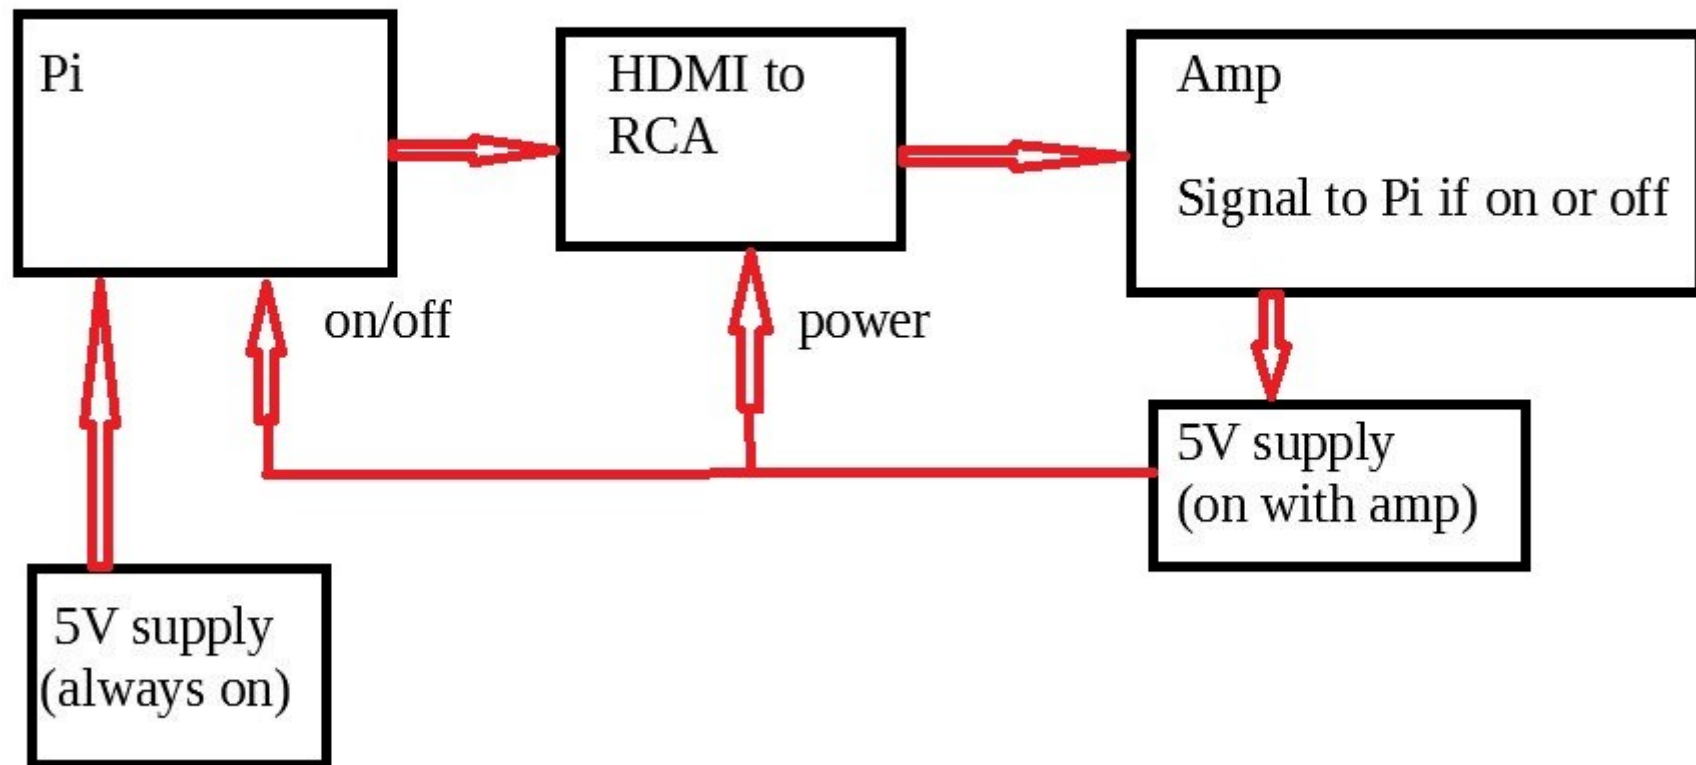 Pi
HDMI to
RCA
Amp
Signal to Pi if on or off
on/off
power
5V supply
(on with amp)
5V supply
(always on)